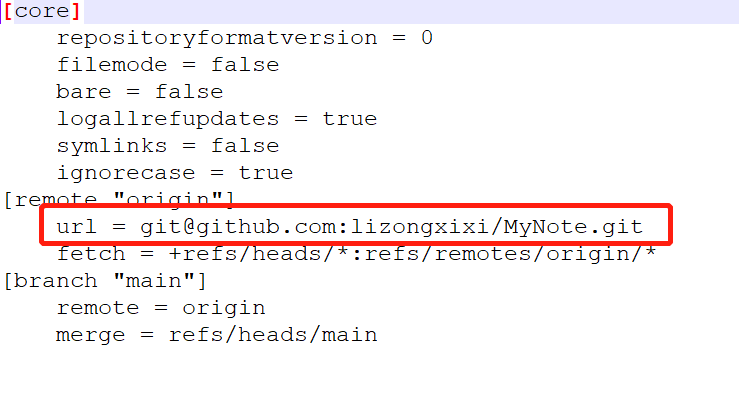 [core]
repositoryformatversion = 0
filemode = false
bare = false
logallrefupdates = true
symlinks = false
ignorecase = true
[remote "origin"]
url = git@github.com:lizongxixi/MyNote.git
fetch = +refs/heads/*:refs/remotes/origin/*
[branch "main"]
remote = origin
merge = refs/heads/main